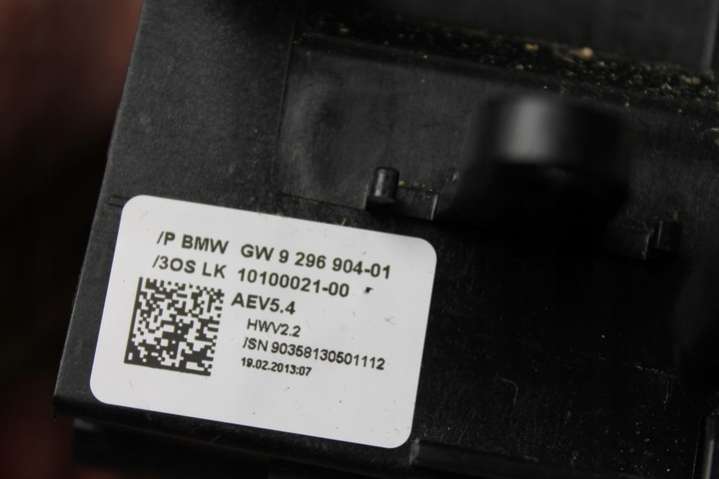 /P BMW GW 9 296 904-01
/3OS LK 10100021-00
AEV5.4
HWV2.2
/SN 90358130501112
19.02.2013:07